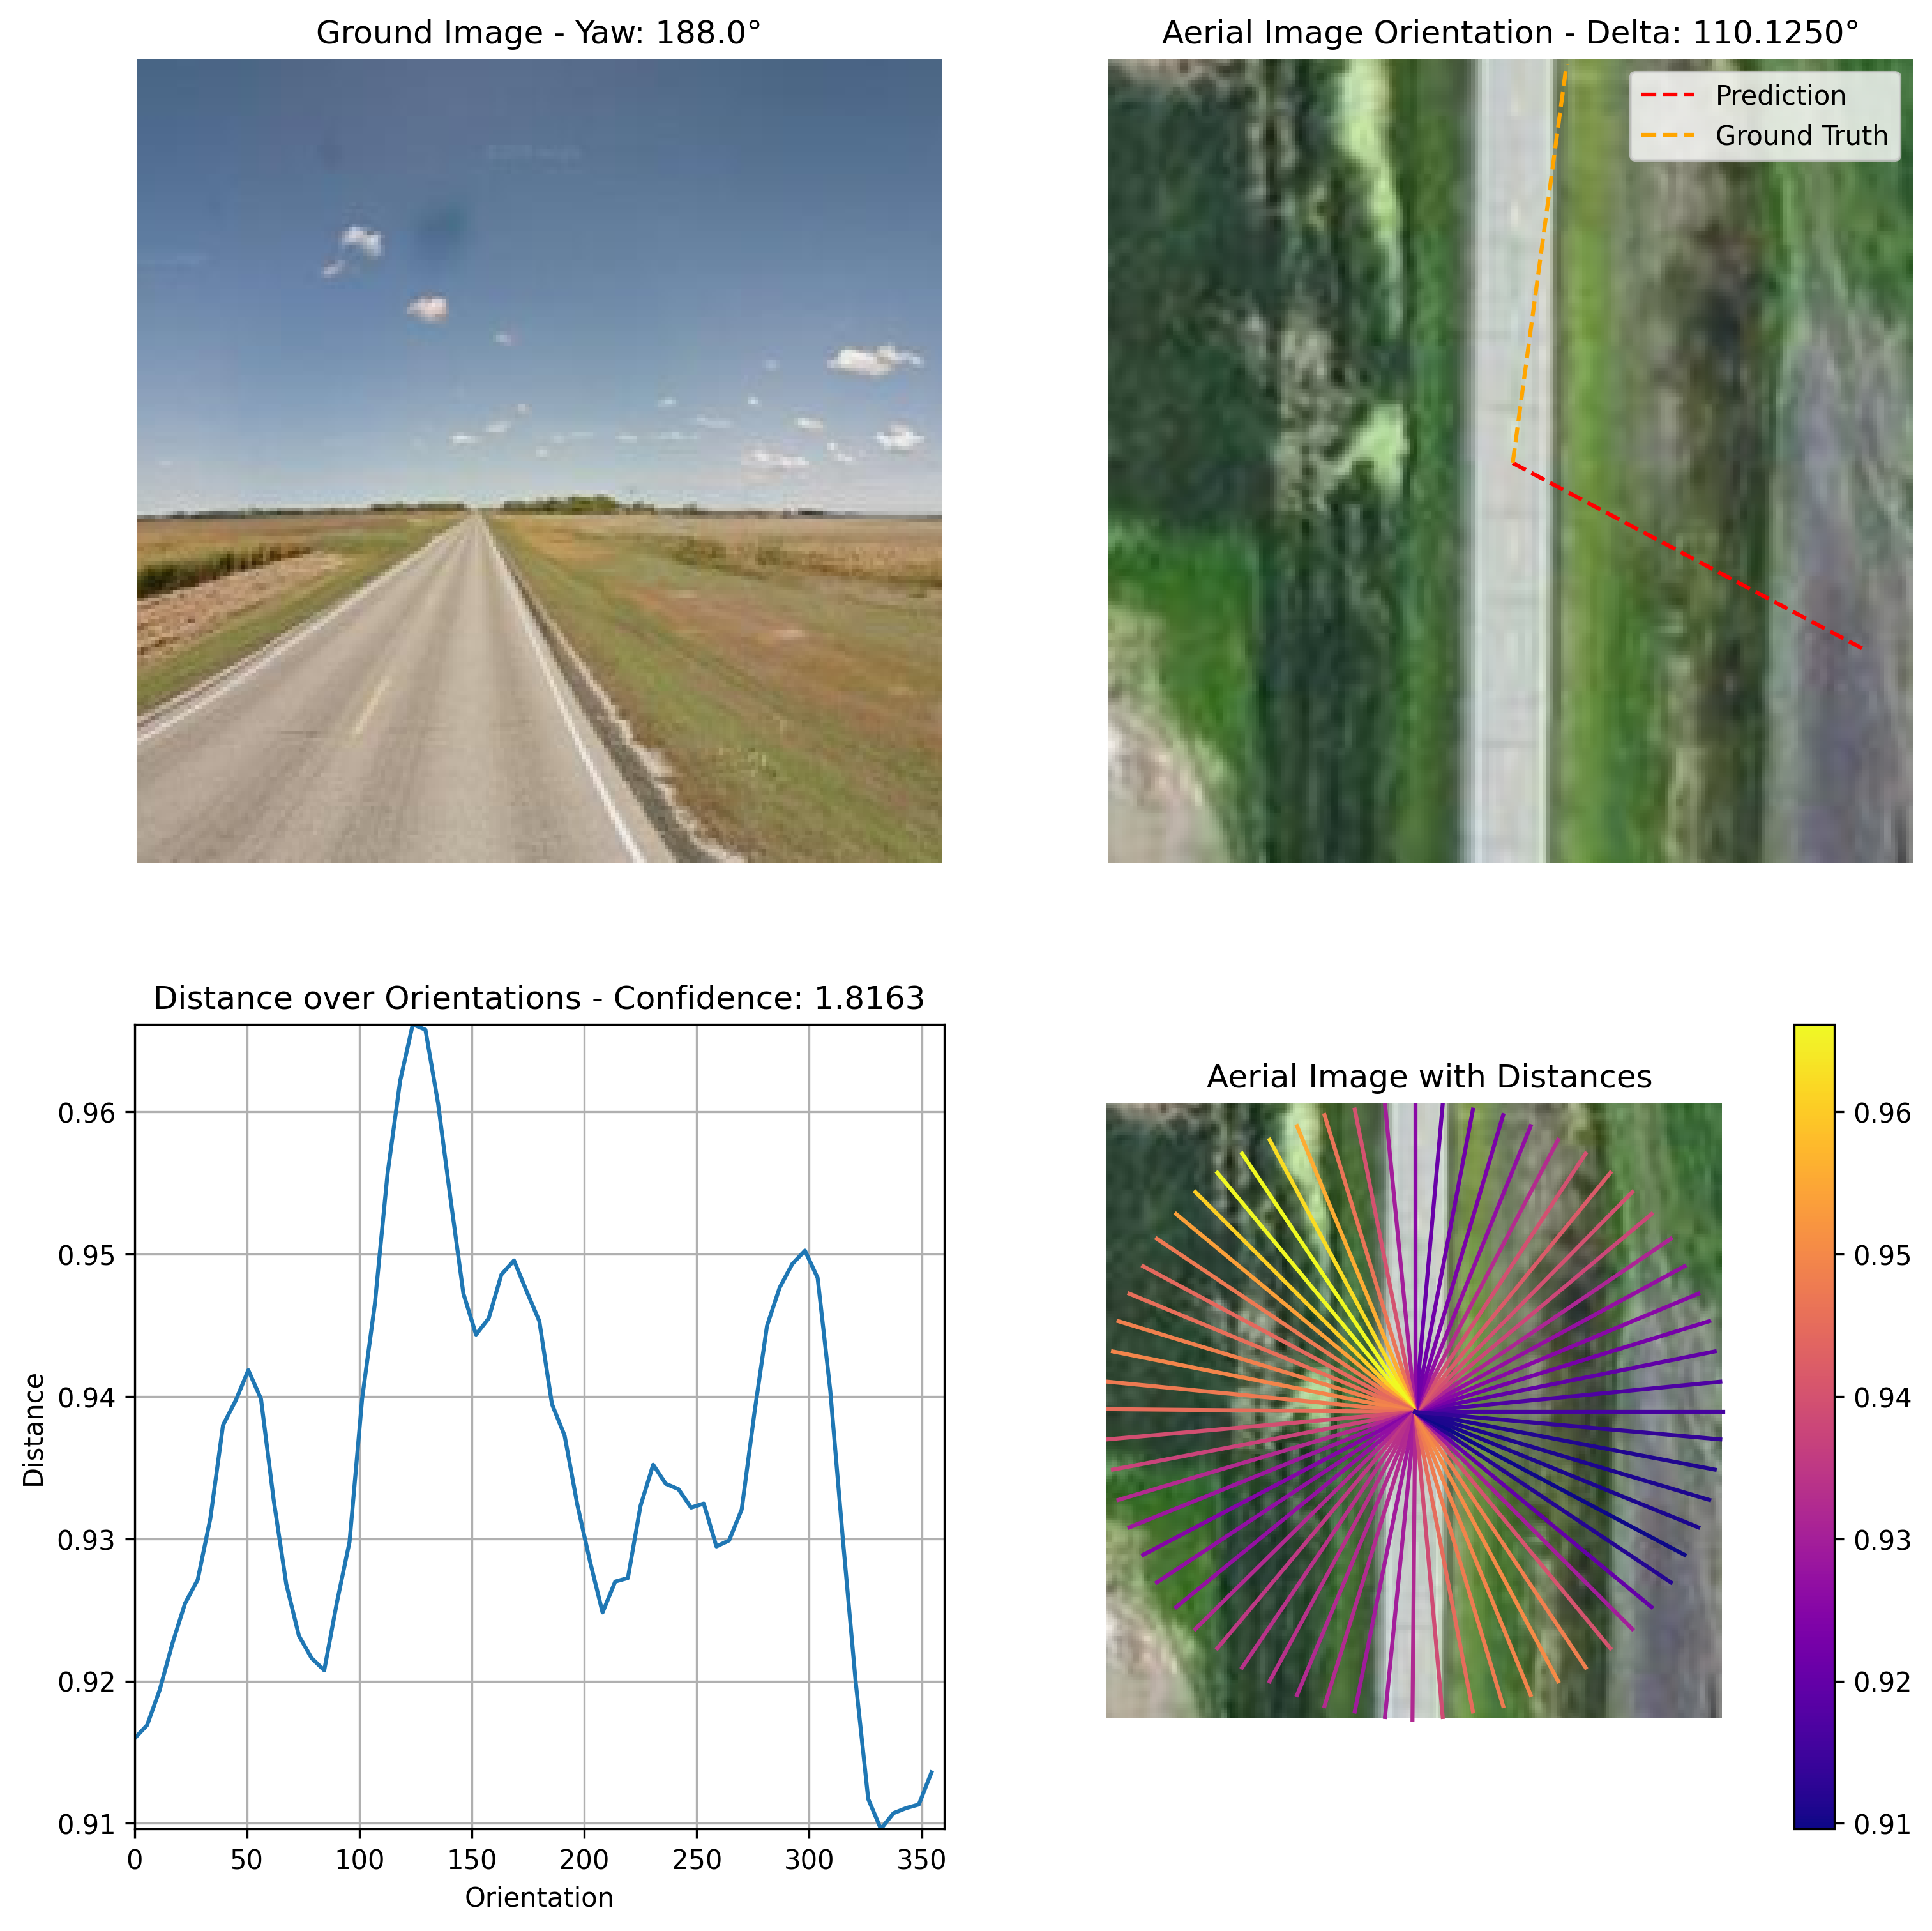 Ground Image - Yaw: 188.0°
Aerial Image Orientation - Delta: 110.1250°
Prediction
Ground Truth
Distance over Orientations - Confidence: 1.8163
0.96
0.95
0.94
0.93
0.92
0.91
Distance
0
50
100
150
200
250
300
350
Orientation
Aerial Image with Distances
0.96
0.95
0.94
0.93
0.92
0.91